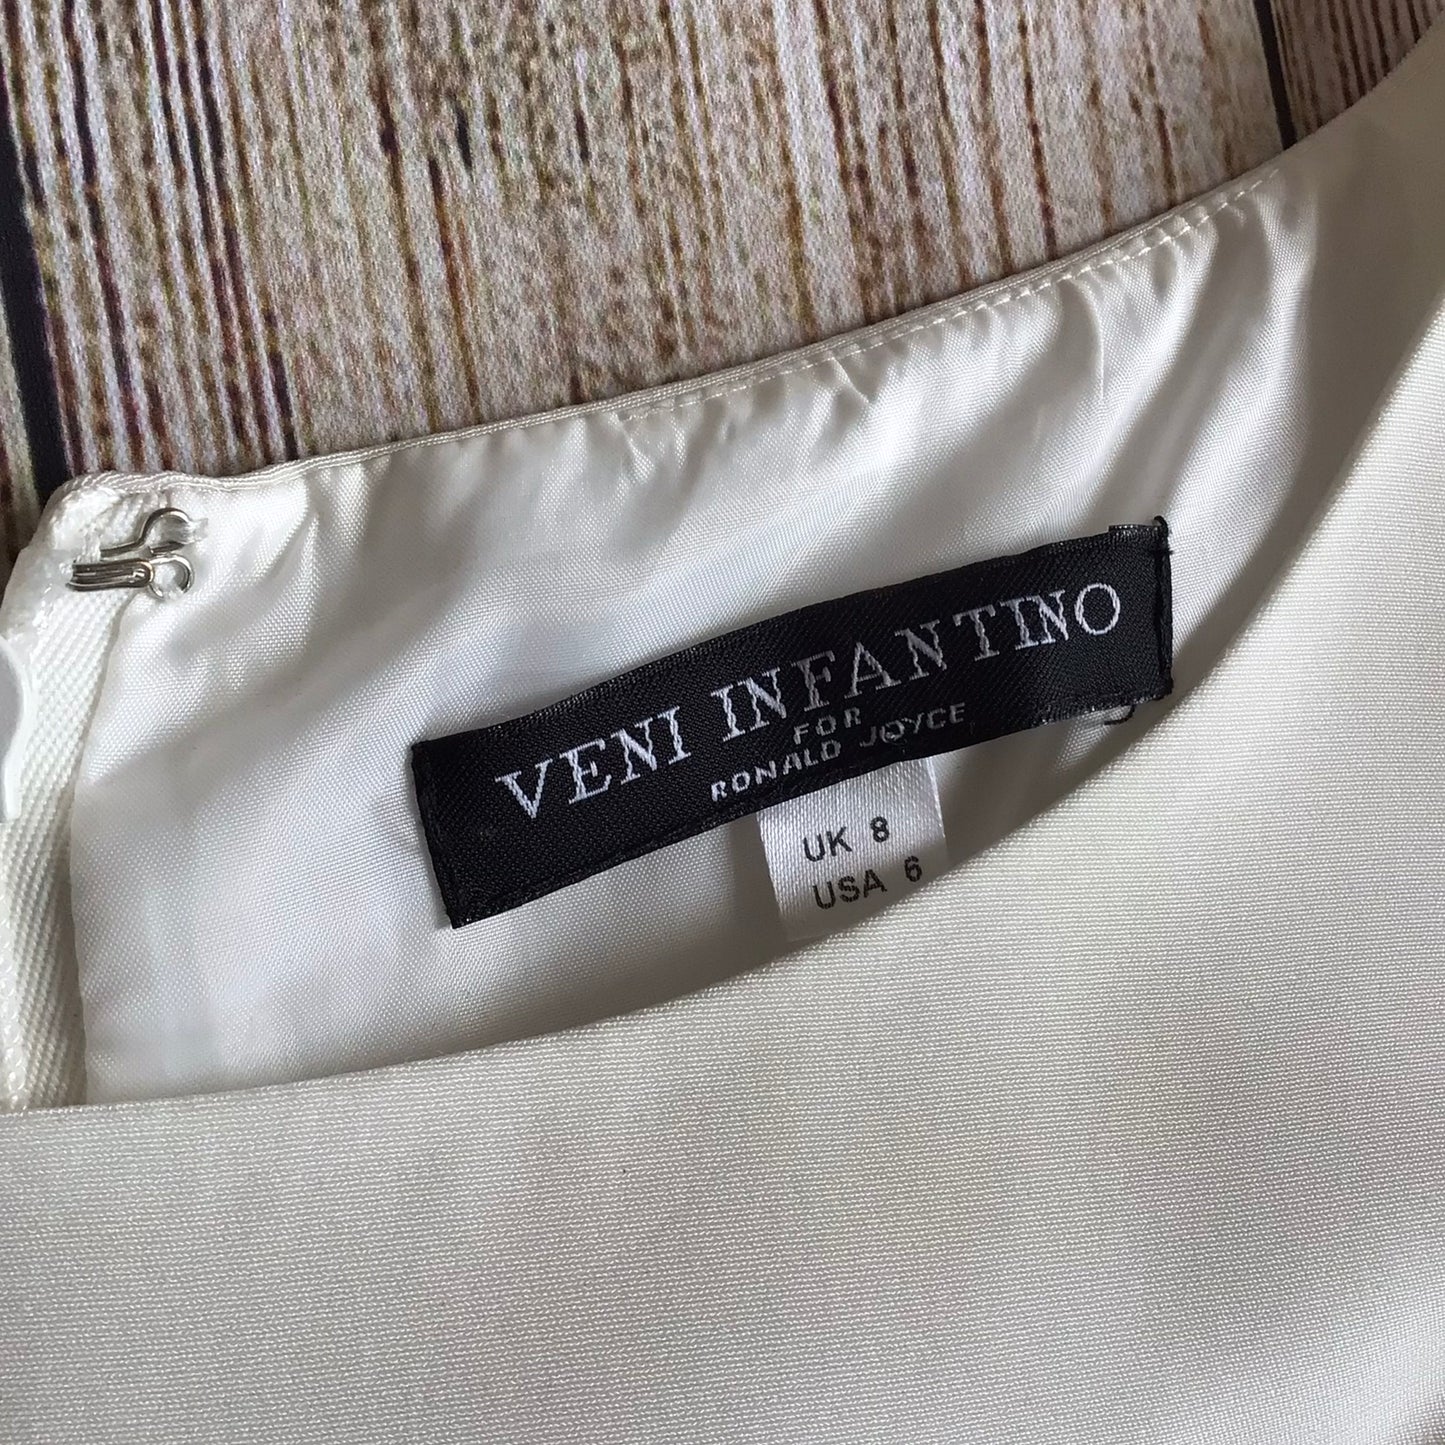 VENI INFANTINO
FOR
RONALD JOYCE
UK 8
USA 6